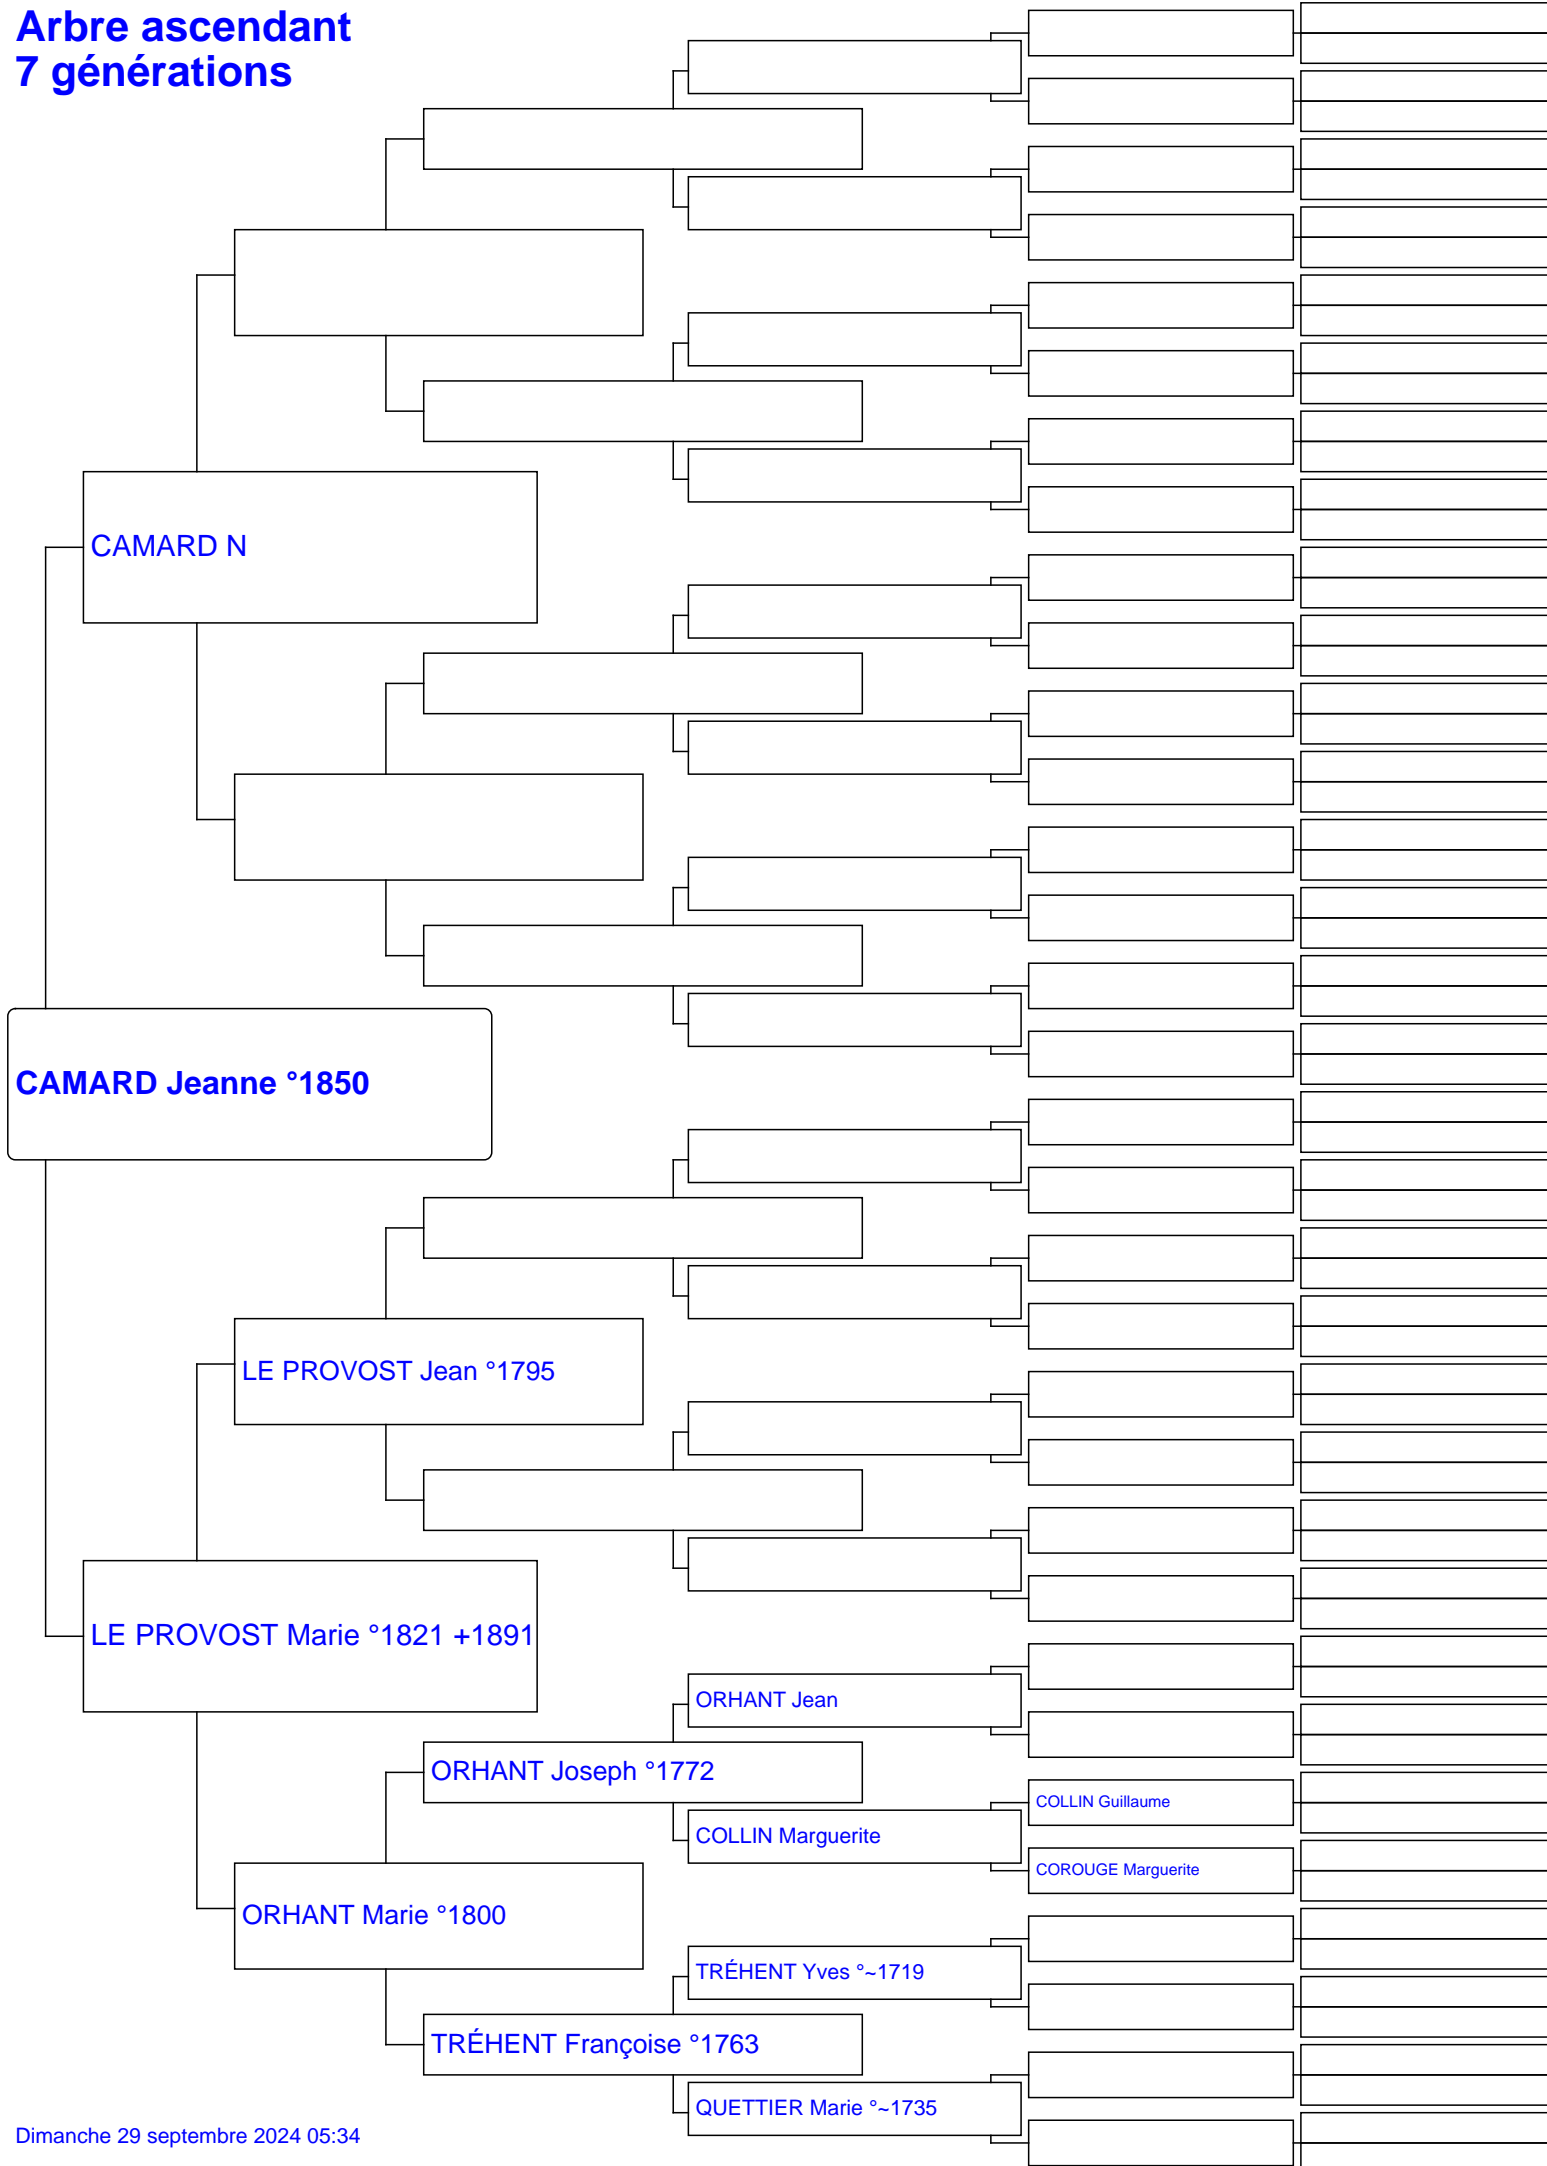 Arbre ascendant
7 générations
CAMARD N
CAMARD Jeanne °1850
LE PROVOST Jean °1795
LE PROVOST Marie °1821 +1891
ORHANT Jean
ORHANT Joseph °1772
COLLIN Guillaume
COLLIN Marguerite
COROUGE Marguerite
ORHANT Marie °1800
TRÉHENT Yves °~1719
TRÉHENT Françoise °1763
QUETTIER Marie °~1735
Dimanche 29 septembre 2024 05:34